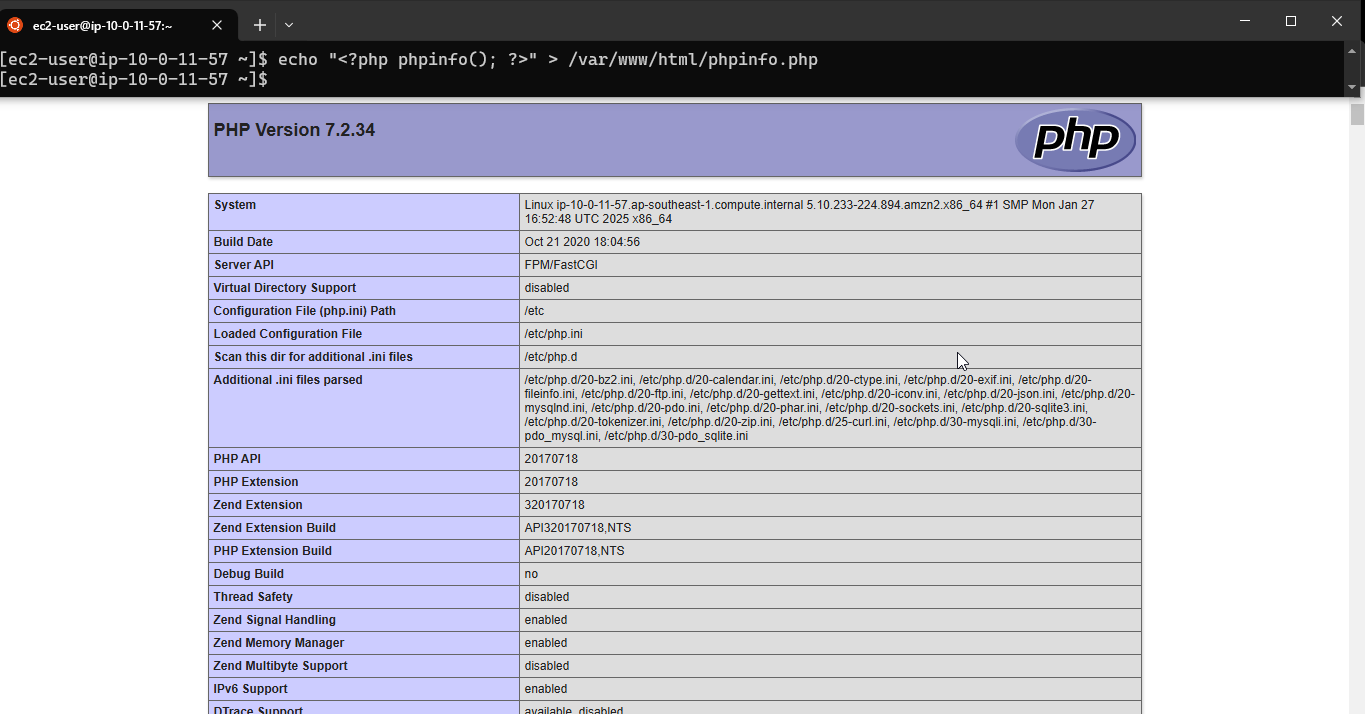 ec2-user@ip-10-0-11-57:~
[ec2-user@ip-10-0-11-57 ~]$ echo "<?php phpinfo(); ?>" > /var/www/html/phpinfo.php
[ec2-user@ip-10-0-11-57 ~]$
PHP Version 7.2.34
php
System
Linux ip-10-0-11-57.ap-southeast-1.compute.internal 5.10.233-224.894.amzn2.x86_64 #1 SMP Mon Jan 27
16:52:48 UTC 2025 x86_64
Build Date Oct 21 2020 18:04:56
Server API FPM/FastCGI
Virtual Directory Support disabled
Configuration File (php.ini) Path /etc
Loaded Configuration File /etc/php.ini
Scan this dir for additional .ini files /etc/php.d
Additional .ini files parsed
/etc/php.d/20-bz2.ini, /etc/php.d/20-calendar.ini, /etc/php.d/20-ctype.ini, /etc/php.d/20-exif.ini, /etc/php.d/20-
fileinfo.ini, /etc/php.d/20-ftp.ini, /etc/php.d/20-gettext.ini, /etc/php.d/20-iconv.ini, /etc/php.d/20-json.ini, /etc/php.d/20-
mysqlnd.ini, /etc/php.d/20-pdo.ini, /etc/php.d/20-phar.ini, /etc/php.d/20-sockets.ini, /etc/php.d/20-sqlite3.ini,
/etc/php.d/20-tokenizer.ini, /etc/php.d/20-zip.ini, /etc/php.d/25-curl.ini, /etc/php.d/30-mysqli.ini, /etc/php.d/30-
pdo_mysql.ini, /etc/php.d/30-pdo_sqlite.ini
PHP API 20170718
PHP Extension 20170718
Zend Extension 320170718
Zend Extension Build API320170718,NTS
PHP Extension Build API20170718,NTS
Debug Build no
Thread Safety disabled
Zend Signal Handling enabled
Zend Memory Manager enabled
Zend Multibyte Support disabled
IPv6 Support enabled
DTrace Support available, disabled